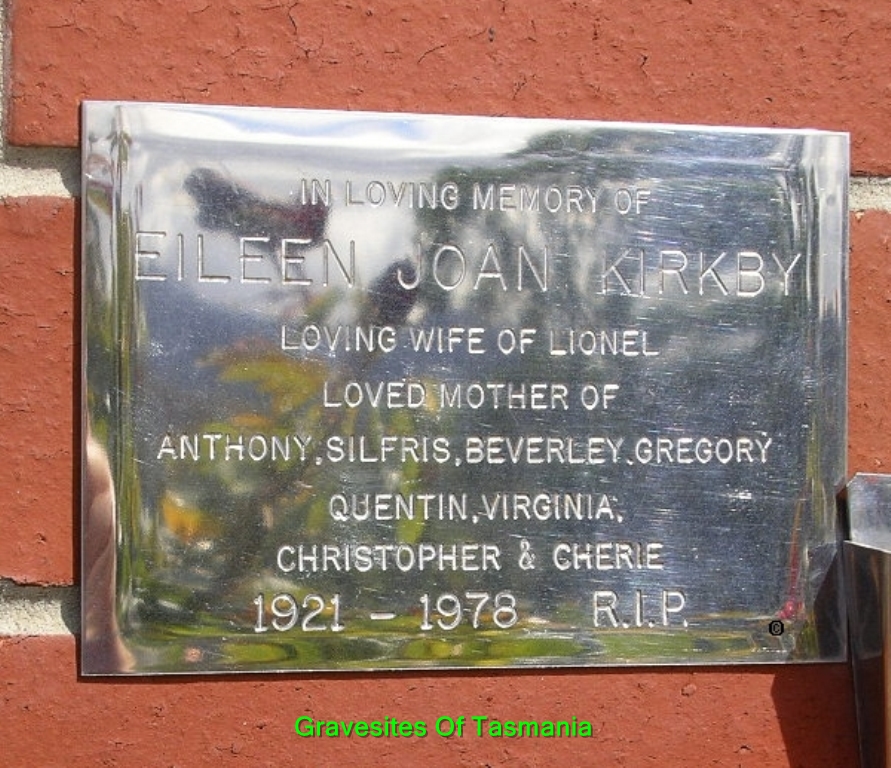 IN LOVING MEMORY OF
EILEEN JOAN KIRKBY
LOVING WIFE OF LIONEL
LOVED MOTHER OF
ANTHONY, SILFRIS, BEVERLEY, GREGORY
QUENTIN, VIRGINIA,
CHRISTOPHER & CHERIE
1921 - 1978 R.I.P.
©
Gravesites Of Tasmania